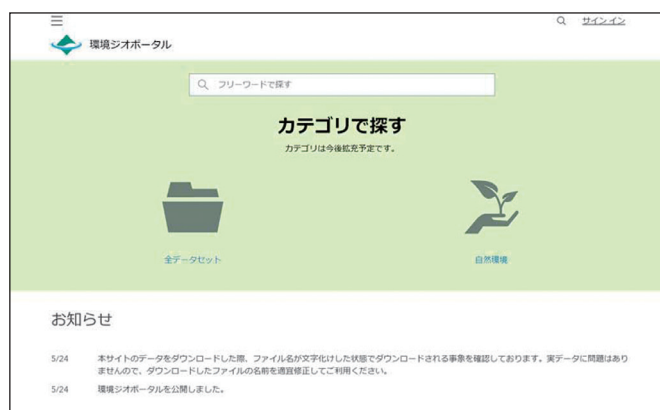 サインイン
環境ジオポータル
フリーワードで探す
カテゴリで探す
カテゴリは今後拡充予定です。
全データセット
自然環境
お知らせ
5/24 本サイトのデータをダウンロードした際、ファイル名が文字化けした状態でダウンロードされる事象を確認しております。実データに問題はあり
ませんので、ダウンロードしたファイルの名前を適宜修正してご利用ください。
5/24 環境ジオポータルを公開しました。